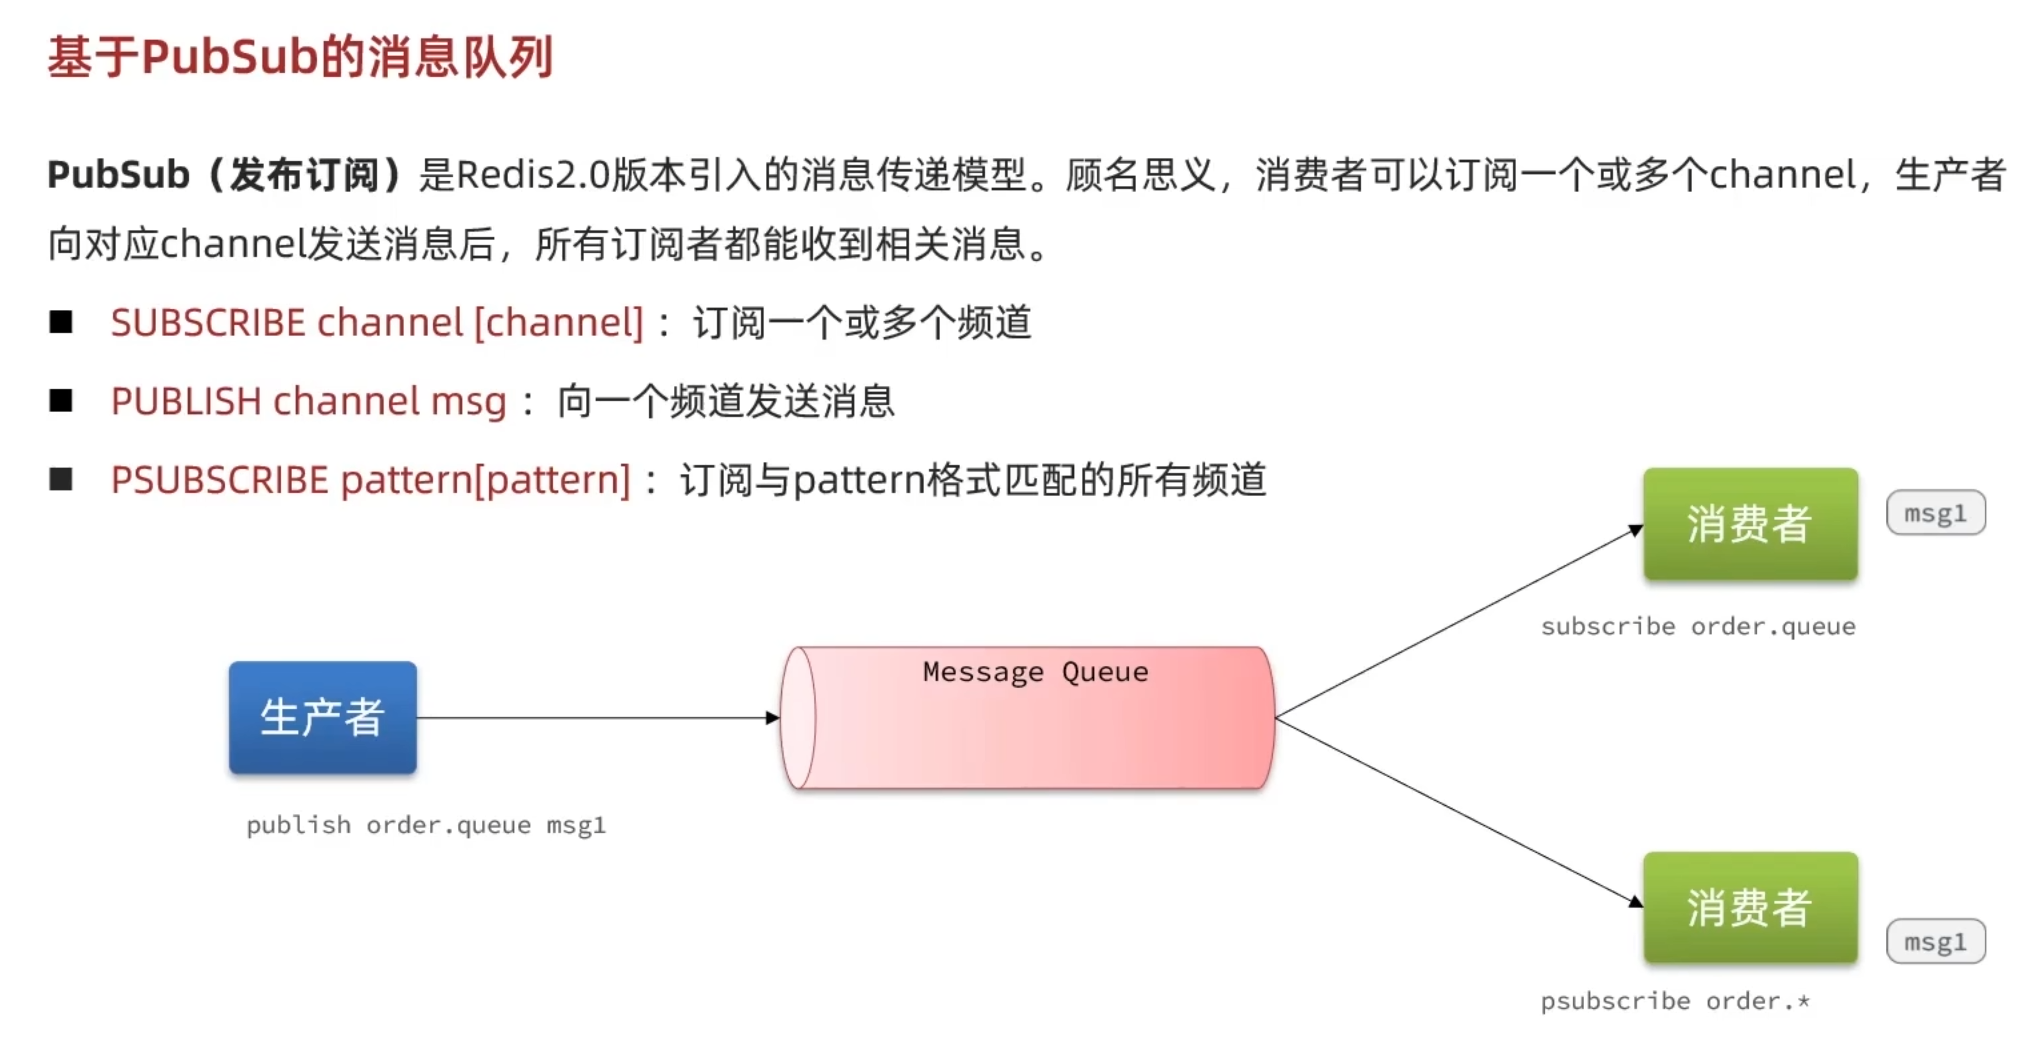 基于PubSub的消息队列
PubSub（发布订阅）是Redis2.0版本引入的消息传递模型。顾名思义，消费者可以订阅一个或多个channel，生产者
向对应channel发送消息后，所有订阅者都能收到相关消息。
SUBSCRIBE channel [channel] ：订阅一个或多个频道
PUBLISH channel msg ：向一个频道发送消息
PSUBSCRIBE pattern[pattern] ：订阅与pattern格式匹配的所有频道
消费者
msg1
subscribe order.queue
Message Queue
生产者
publish order.queue msg1
消费者
msg1
psubscribe order.*